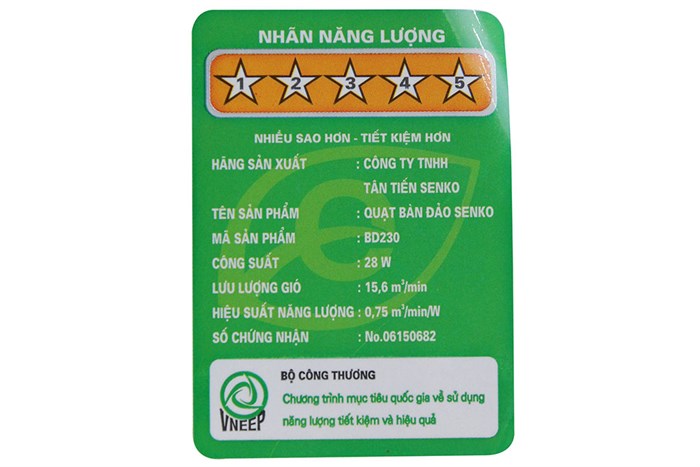 NHÃN NĂNG LƯỢNG
1 2 3 4 5
NHIỀU SAO HƠN - TIẾT KIỆM HƠN
HÃNG SẢN XUẤT : CÔNG TY TNHH
TÂN TIẾN SENKO
TÊN SẢN PHẨM : QUẠT BÀN ĐẢO SENKO
MÃ SẢN PHẨM : BD230
CÔNG SUẤT : 28 W
LƯU LƯỢNG GIÓ : 15,6 m³/min
HIỆU SUẤT NĂNG LƯỢNG : 0,75 m³/min/W
SỐ CHỨNG NHẬN : No.06150682
BỘ CÔNG THƯƠNG
Chương trình mục tiêu quốc gia về sử dụng
năng lượng tiết kiệm và hiệu quả
VNEEP